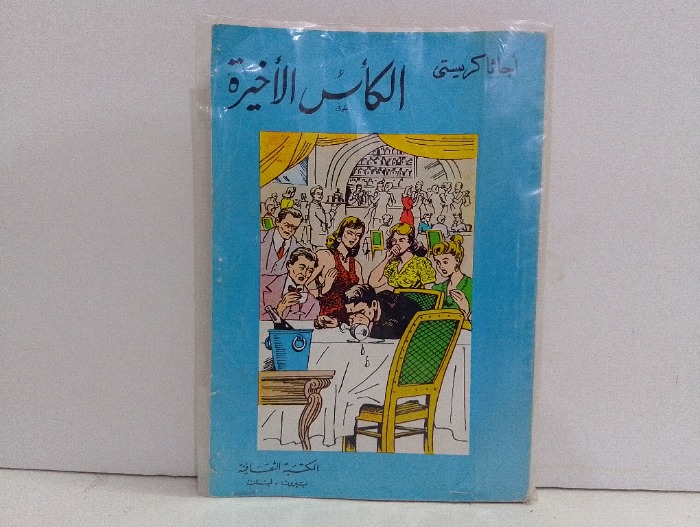 أجاثا كريستي
الكأسُ الأخيرة
المكتبة الثقافية
بيروت - لبنان